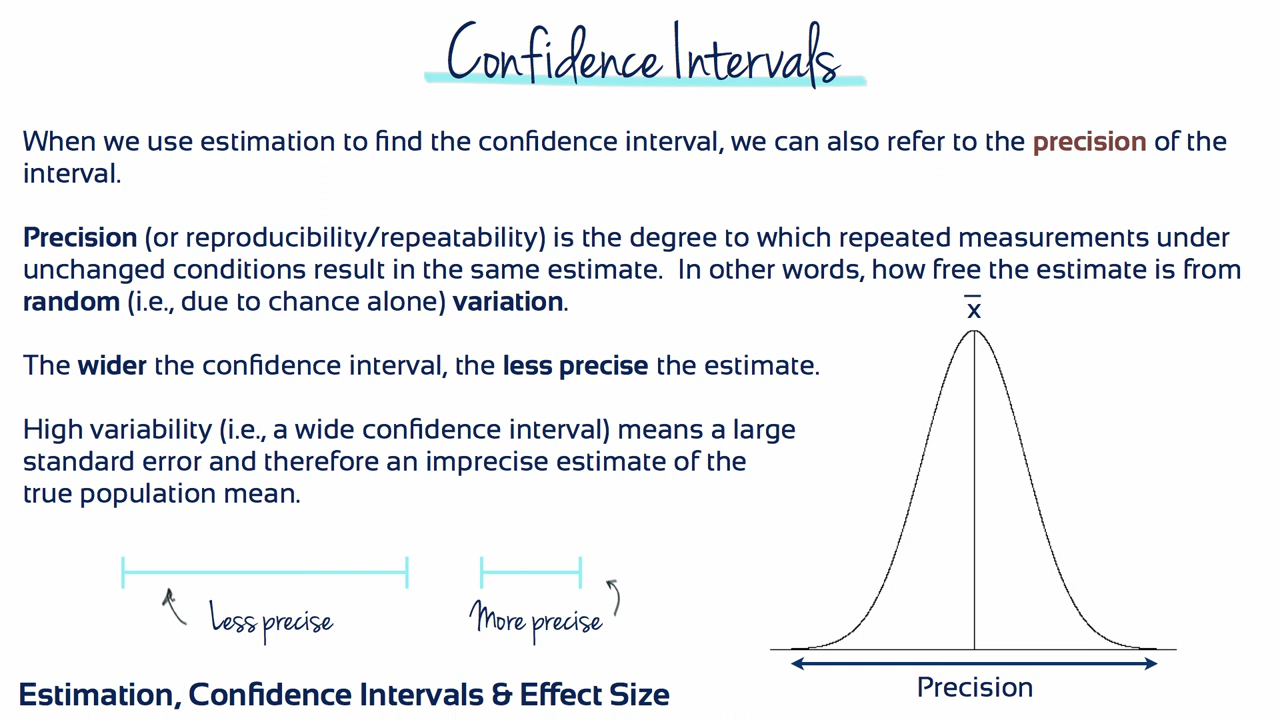 Confidence Intervals
When we use estimation to find the confidence interval, we can also refer to the precision of the
interval.
Precision (or reproducibility/repeatability) is the degree to which repeated measurements under
unchanged conditions result in the same estimate.  In other words, how free the estimate is from
random (i.e., due to chance alone) variation.
x̅
The wider the confidence interval, the less precise the estimate.
High variability (i.e., a wide confidence interval) means a large
standard error and therefore an imprecise estimate of the
true population mean.
Less precise
More precise
Precision
Estimation, Confidence Intervals & Effect Size